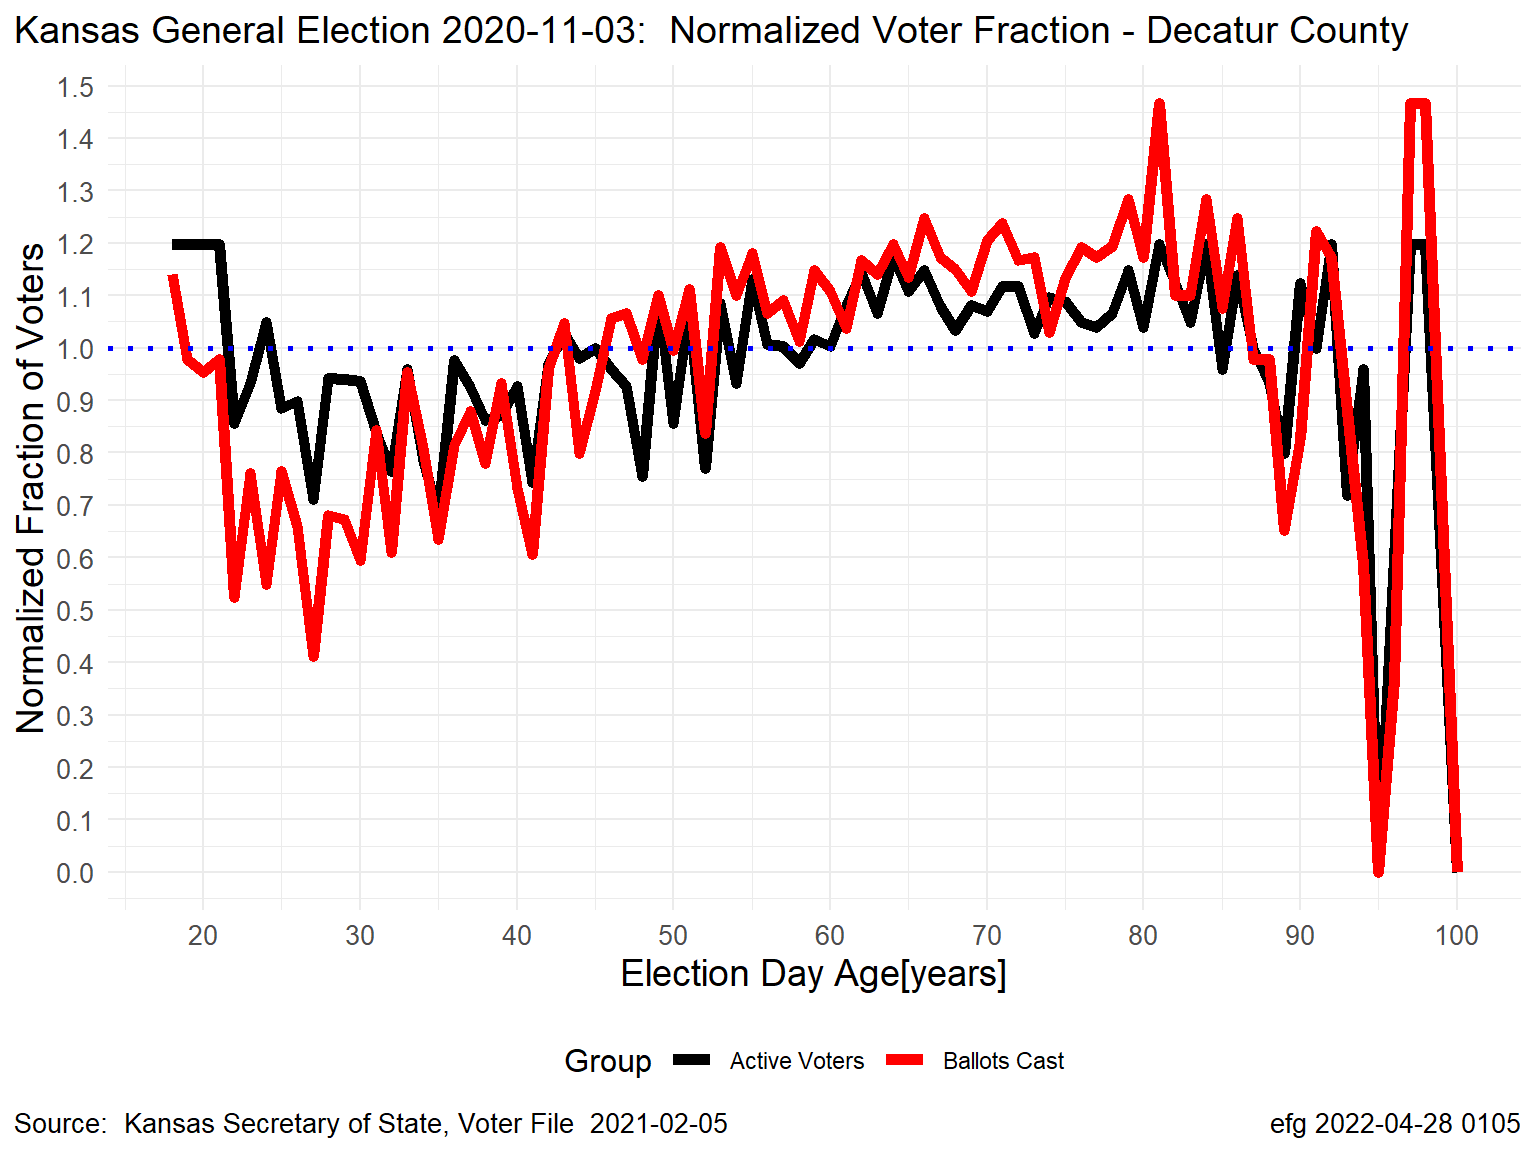 Kansas General Election 2020-11-03:  Normalized Voter Fraction - Decatur County
Normalized Fraction of Voters
1.5
1.4
1.3
1.2
1.1
1.0
0.9
0.8
0.7
0.6
0.5
0.4
0.3
0.2
0.1
0.0
20 30 40 50 60 70 80 90 100
Election Day Age[years]
Group Active Voters Ballots Cast
Source:  Kansas Secretary of State, Voter File  2021-02-05
efg 2022-04-28 0105